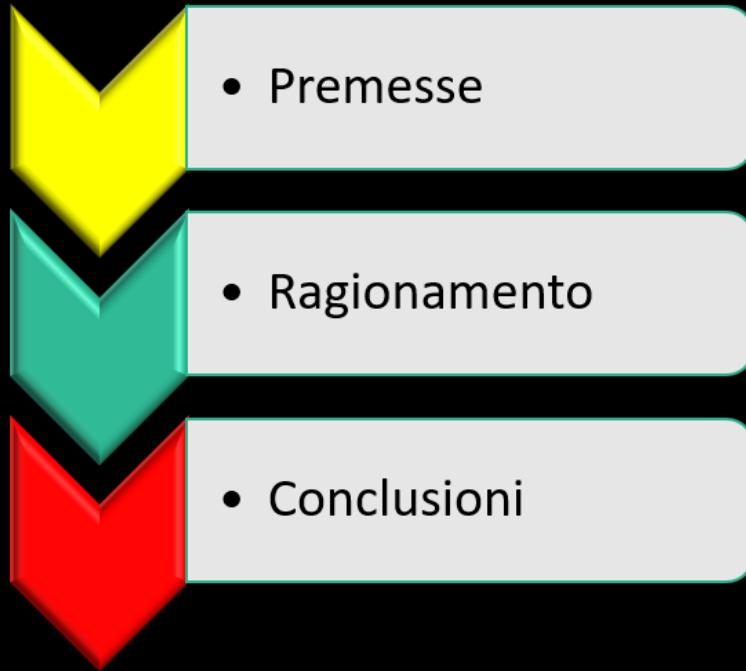 • Premesse
• Ragionamento
• Conclusioni